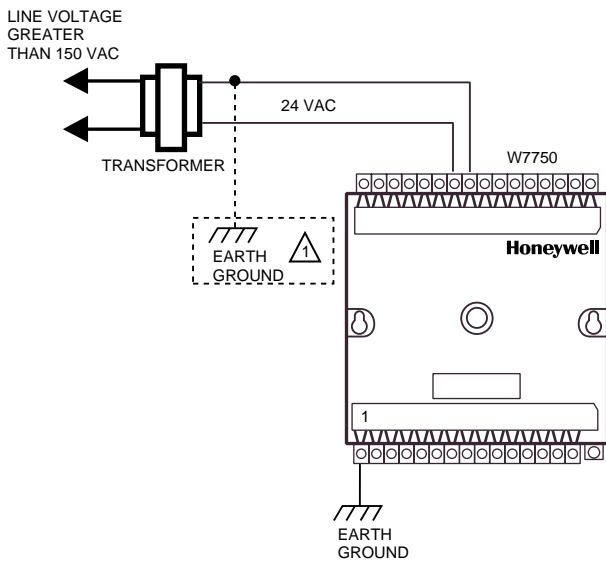 LINE VOLTAGE
GREATER
THAN 150 VAC
24 VAC
TRANSFORMER
W7750
EARTH
GROUND
1
Honeywell
1
EARTH
GROUND